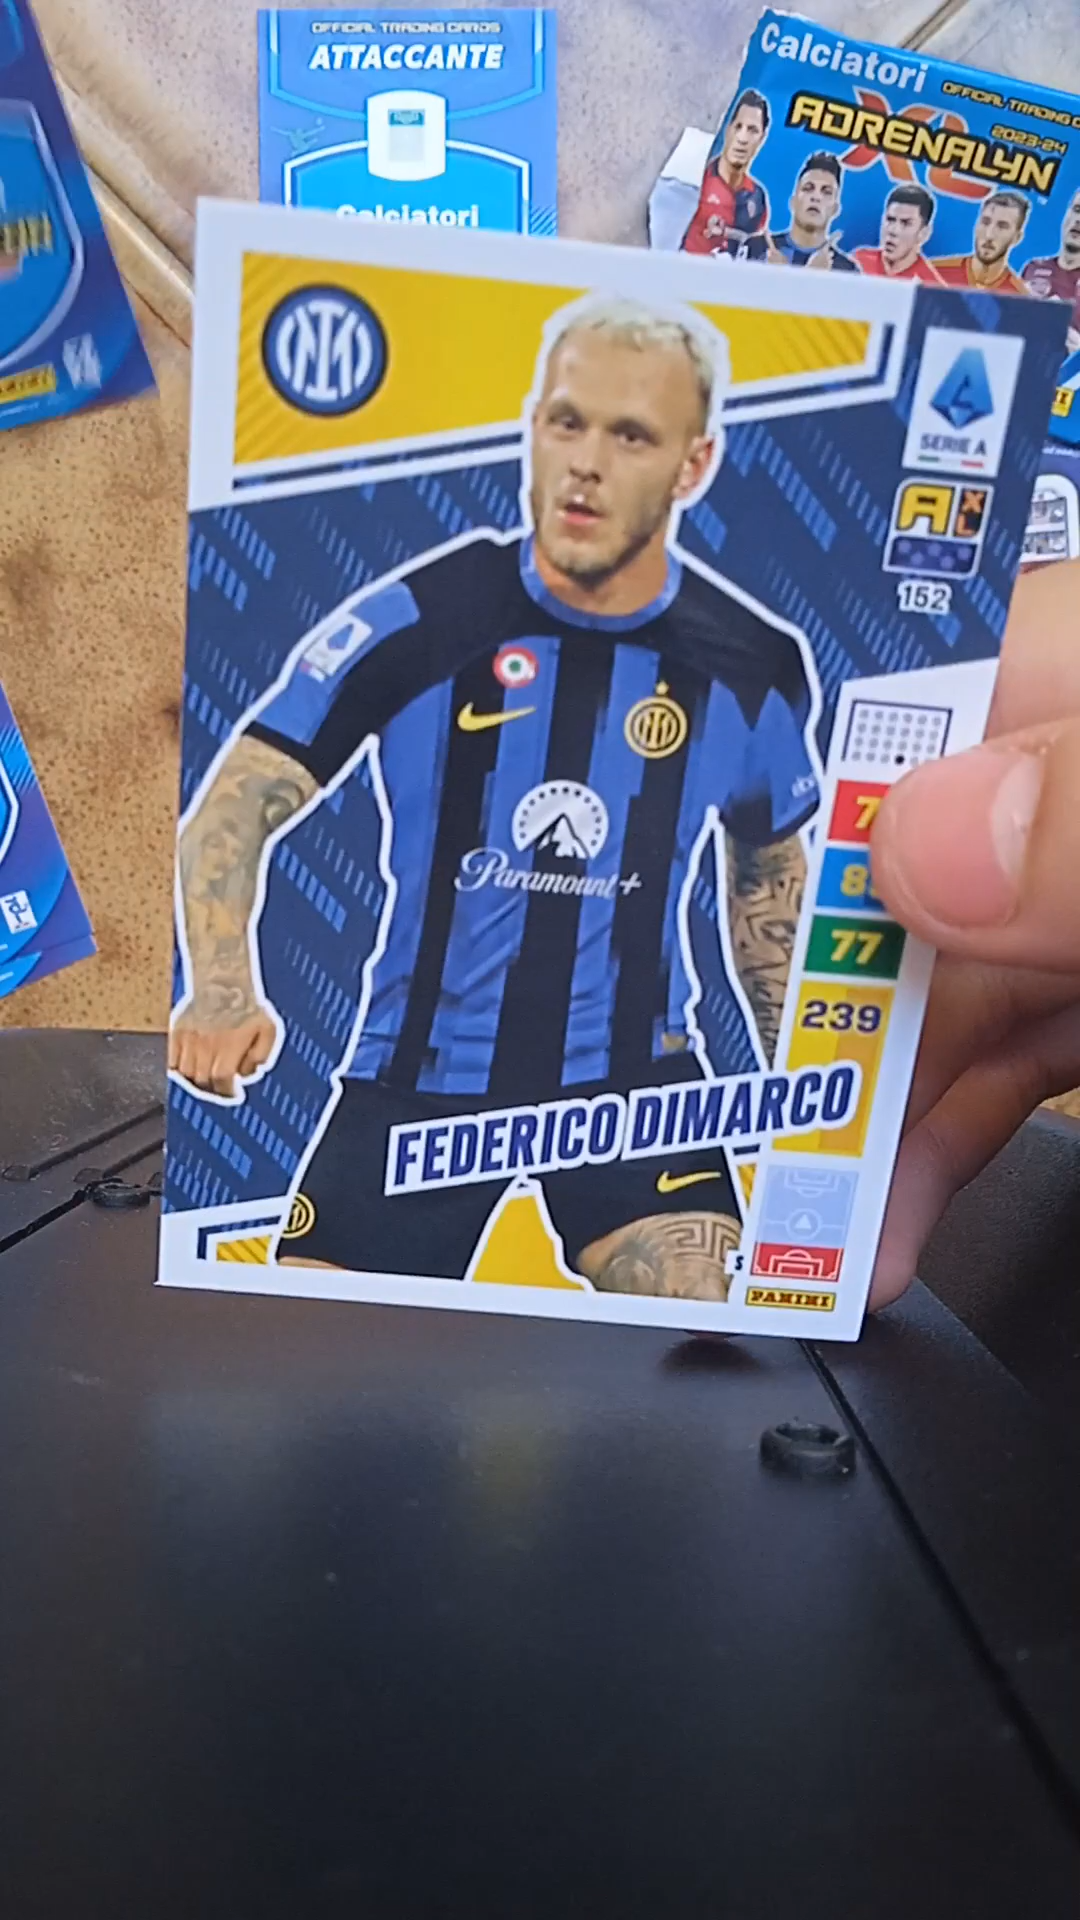 OFFICIAL TRADING CARDS
ATTACCANTE
Calciatori
Calciatori
OFFICIAL TRADING
ADRENALYN
XL
2023-24
SERIE A
A XL
152
77
239
Paramount+
FEDERICO DIMARCO
S
PANINI